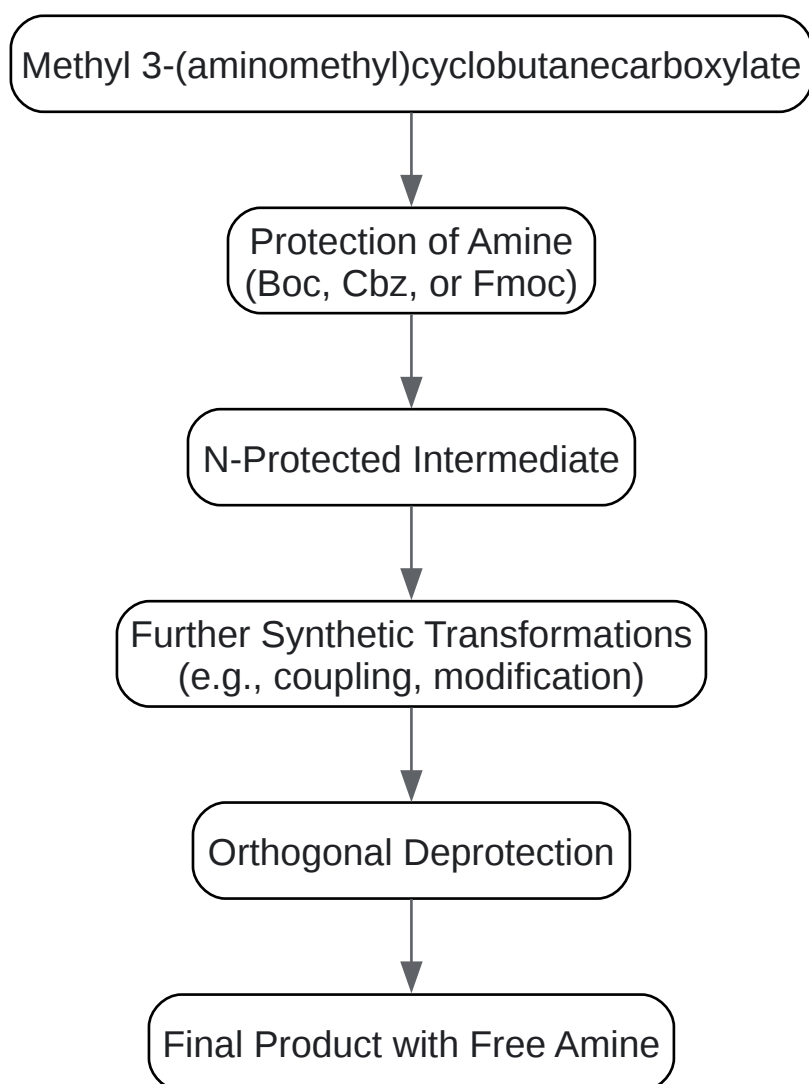 Methyl 3-(aminomethyl)cyclobutanecarboxylate
Protection of Amine
(Boc, Cbz, or Fmoc)
N-Protected Intermediate
Further Synthetic Transformations
(e.g., coupling, modification)
Orthogonal Deprotection
Final Product with Free Amine